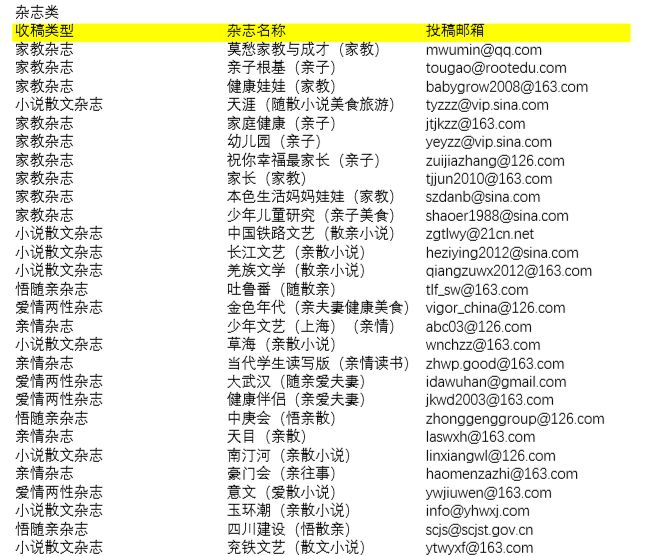 杂志类
收稿类型 杂志名称 投稿邮箱
家教杂志 莫愁家教与成才（家教） mwumin@qq.com
家教杂志 亲子根基（亲子） tougao@rootedu.com
家教杂志 健康娃娃（家教） babygrow2008@163.com
小说散文杂志 天涯（随散小说美食旅游） tyzzz@vip.sina.com
家教杂志 家庭健康（亲子） jtjkzz@163.com
家教杂志 幼儿园（亲子） yeyzz@vip.sina.com
家教杂志 祝你幸福最家长（亲子） zuijiazhang@126.com
家教杂志 家长（家教） tjjun2010@163.com
家教杂志 本色生活妈妈娃娃（家教） szdanb@sina.com
家教杂志 少年儿童研究（亲子美食） shaoer1988@sina.com
小说散文杂志 中国铁路文艺（散亲小说） zgtlwy@21cn.net
小说散文杂志 长江文艺（亲散小说） heziying2012@sina.com
小说散文杂志 羌族文学（散亲小说） qiangzuwx2012@163.com
悟随亲杂志 吐鲁番（随散亲） tlf_sw@163.com
爱情两性杂志 金色年代（亲夫妻健康美食） vigor_china@126.com
亲情杂志 少年文艺（上海）（亲情） abc03@126.com
小说散文杂志 草海（亲散小说） wnchzz@163.com
亲情杂志 当代学生读写版（亲情读书） zhwp.good@163.com
爱情两性杂志 大武汉（随亲爱夫妻） idawuhan@gmail.com
爱情两性杂志 健康伴侣（亲爱夫妻） jkwd2003@163.com
悟随亲杂志 中庚会（悟亲散） zhonggenggroup@126.com
亲情杂志 天目（亲散） laswxh@163.com
小说散文杂志 南汀河（亲散小说） linxiangwl@126.com
亲情杂志 豪门会（亲往事） haomenzazhi@163.com
爱情两性杂志 意文（爱散小说） ywjiuwen@163.com
小说散文杂志 玉环潮（亲散小说） info@yhwxj.com
悟随亲杂志 四川建设（悟散亲） scjs@scjst.gov.cn
小说散文杂志 兖铁文艺（散文小说） ytwyxf@163.com